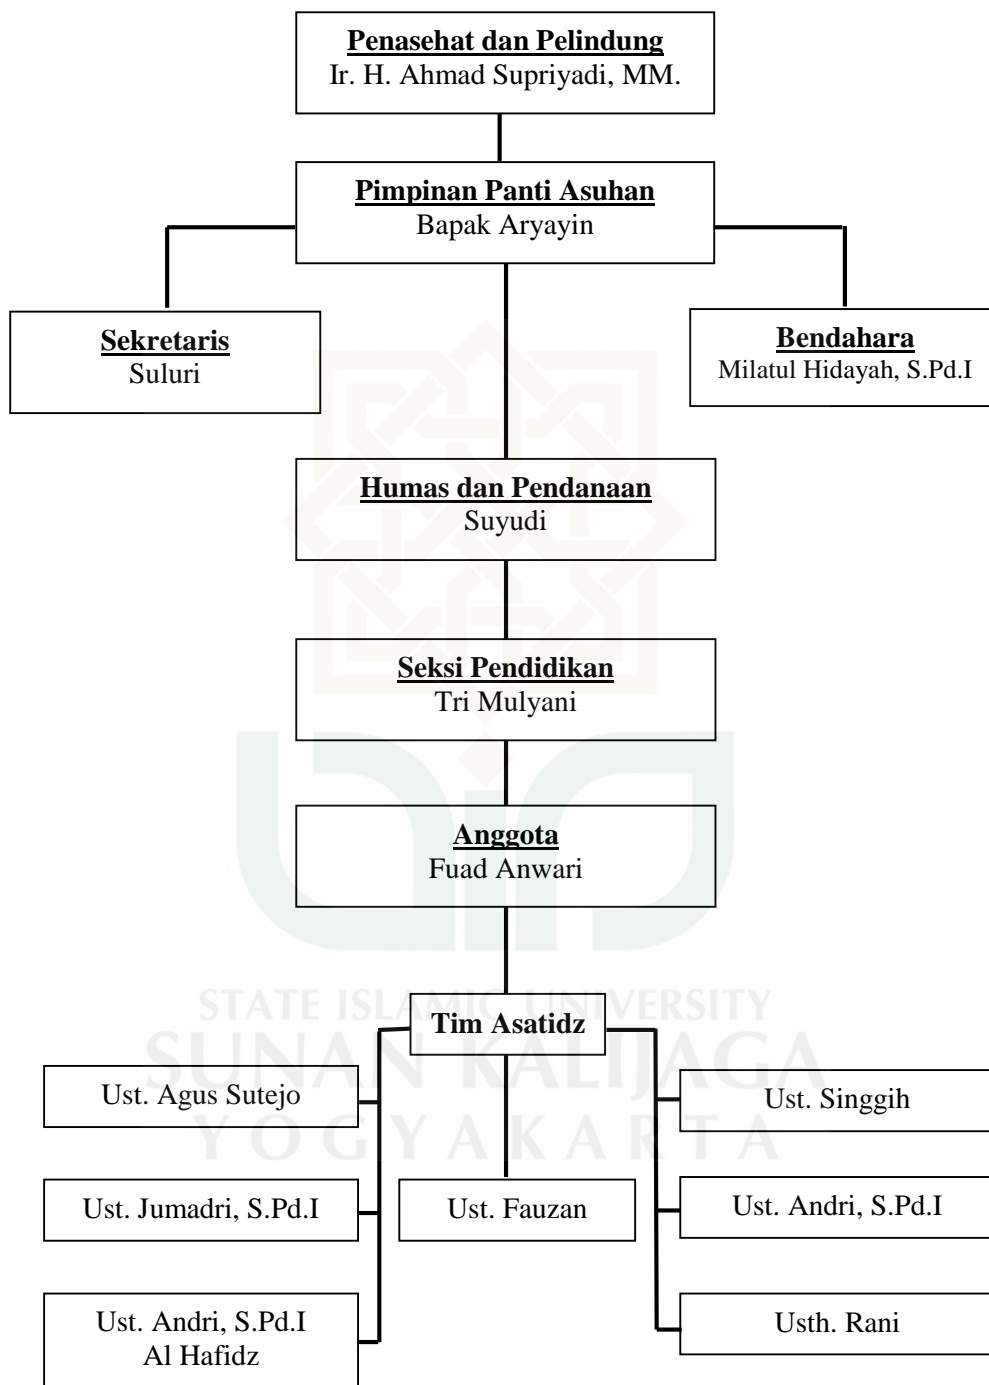 Penasehat dan Pelindung
Ir. H. Ahmad Supriyadi, MM.
Pimpinan Panti Asuhan
Bapak Aryayin
Sekretaris
Suluri
Bendahara
Milatul Hidayah, S.Pd.I
Humas dan Pendanaan
Suyudi
Seksi Pendidikan
Tri Mulyani
Anggota
Fuad Anwari
STATE ISLAMIC UNIVERSITY
SUNAN KALIJAGA
YOGYAKARTA
Tim Asatidz
Ust. Agus Sutejo
Ust. Singgih
Ust. Jumadri, S.Pd.I
Ust. Fauzan
Ust. Andri, S.Pd.I
Ust. Andri, S.Pd.I
Al Hafidz
Usth. Rani